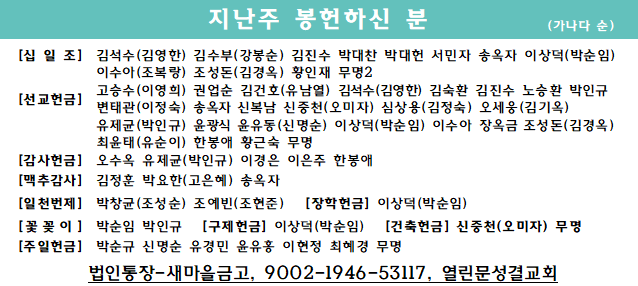 지난주 봉헌하신 분
(가나다 순)
[십 일 조] 김석수(김영한) 김수부(강봉순) 김진수 박대찬 박대헌 서민자 송옥자 이상덕(박순임)
이수아(조복랑) 조성돈(김경옥) 황인재 무명2
[선교헌금] 고승수(이영희) 권업순 김건호(유남열) 김석수(김영한) 김숙환 김진수 노승환 박인규
변태관(이정숙) 송옥자 신복남 신중천(오미자) 심상용(김정숙) 오세웅(김기옥)
유제균(박인규) 윤광식 윤유동(신명순) 이상덕(박순임) 이수아 장옥금 조성돈(김경옥)
최윤태(유순이) 한봉애 황근숙 무명
[감사헌금] 오수옥 유제균(박인규) 이경은 이은주 한봉애
[맥추감사] 김정훈 박요한(고은혜) 송옥자
[일천번제] 박창균(조성순) 조예빈(조현준) [장학헌금] 이상덕(박순임)
[꽃 꽂 이] 박순임 박인규 [구제헌금] 이상덕(박순임) [건축헌금] 신중천(오미자) 무명
[주일헌금] 박순규 신명순 유경민 윤유홍 이현정 최혜경 무명
법인통장-새마을금고, 9002-1946-53117, 열린문성결교회